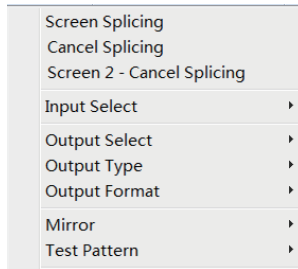 Screen Splicing
Cancel Splicing
Screen 2 - Cancel Splicing
Input Select
Output Select
Output Type
Output Format
Mirror
Test Pattern